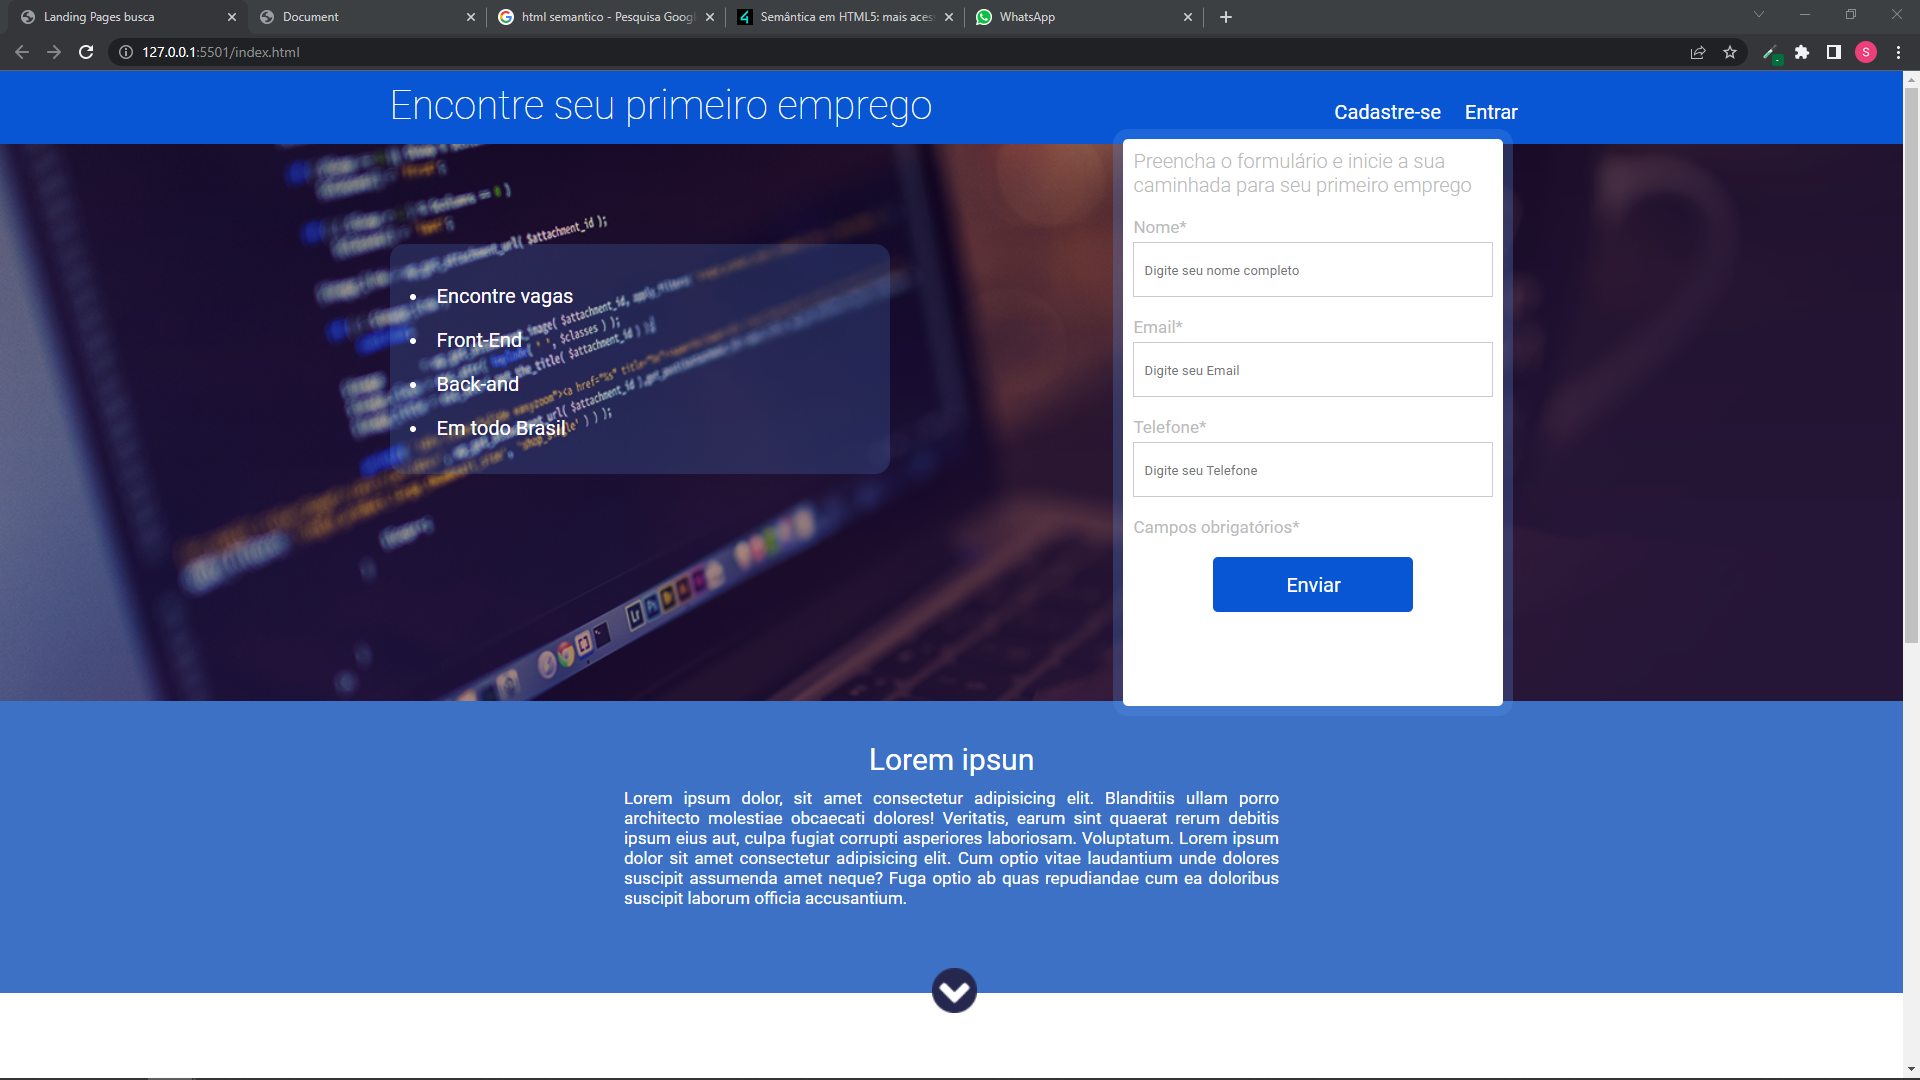 Landing Pages busca
Document
html semantico - Pesquisa Goog
Semântica em HTML5: mais aces
WhatsApp
127.0.0.1:5501/index.html
S
Encontre seu primeiro emprego
Cadastre-se
Entrar
$attachment_url( $attachment_id );
Encontre vagas
Front-End
Back-and
Em todo Brasil
Preencha o formulário e inicie a sua
caminhada para seu primeiro emprego
Nome*
Digite seu nome completo
Email*
Digite seu Email
Telefone*
Digite seu Telefone
Campos obrigatórios*
Enviar
Lr
Ps
Br
Lorem ipsun
Lorem ipsum dolor, sit amet consectetur adipisicing elit. Blanditiis ullam porro
architecto molestiae obcaecati dolores! Veritatis, earum sint quaerat rerum debitis
ipsum eius aut, culpa fugiat corrupti asperiores laboriosam. Voluptatum. Lorem ipsum
dolor sit amet consectetur adipisicing elit. Cum optio vitae laudantium unde dolores
suscipit assumenda amet neque? Fuga optio ab quas repudiandae cum ea doloribus
suscipit laborum officia accusantium.